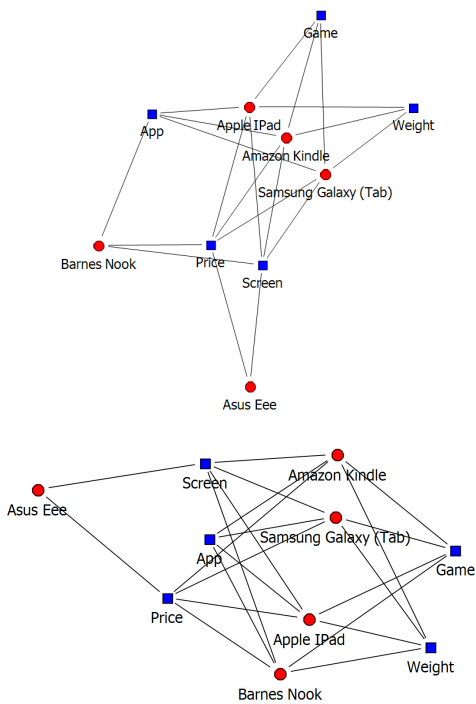 Game
App
Apple IPad
Weight
Amazon Kindle
Samsung Galaxy (Tab)
Barnes Nook
Price
Screen
Asus Eee
Amazon Kindle
Screen
Asus Eee
Samsung Galaxy (Tab)
App
Game
Price
Apple IPad
Weight
Barnes Nook